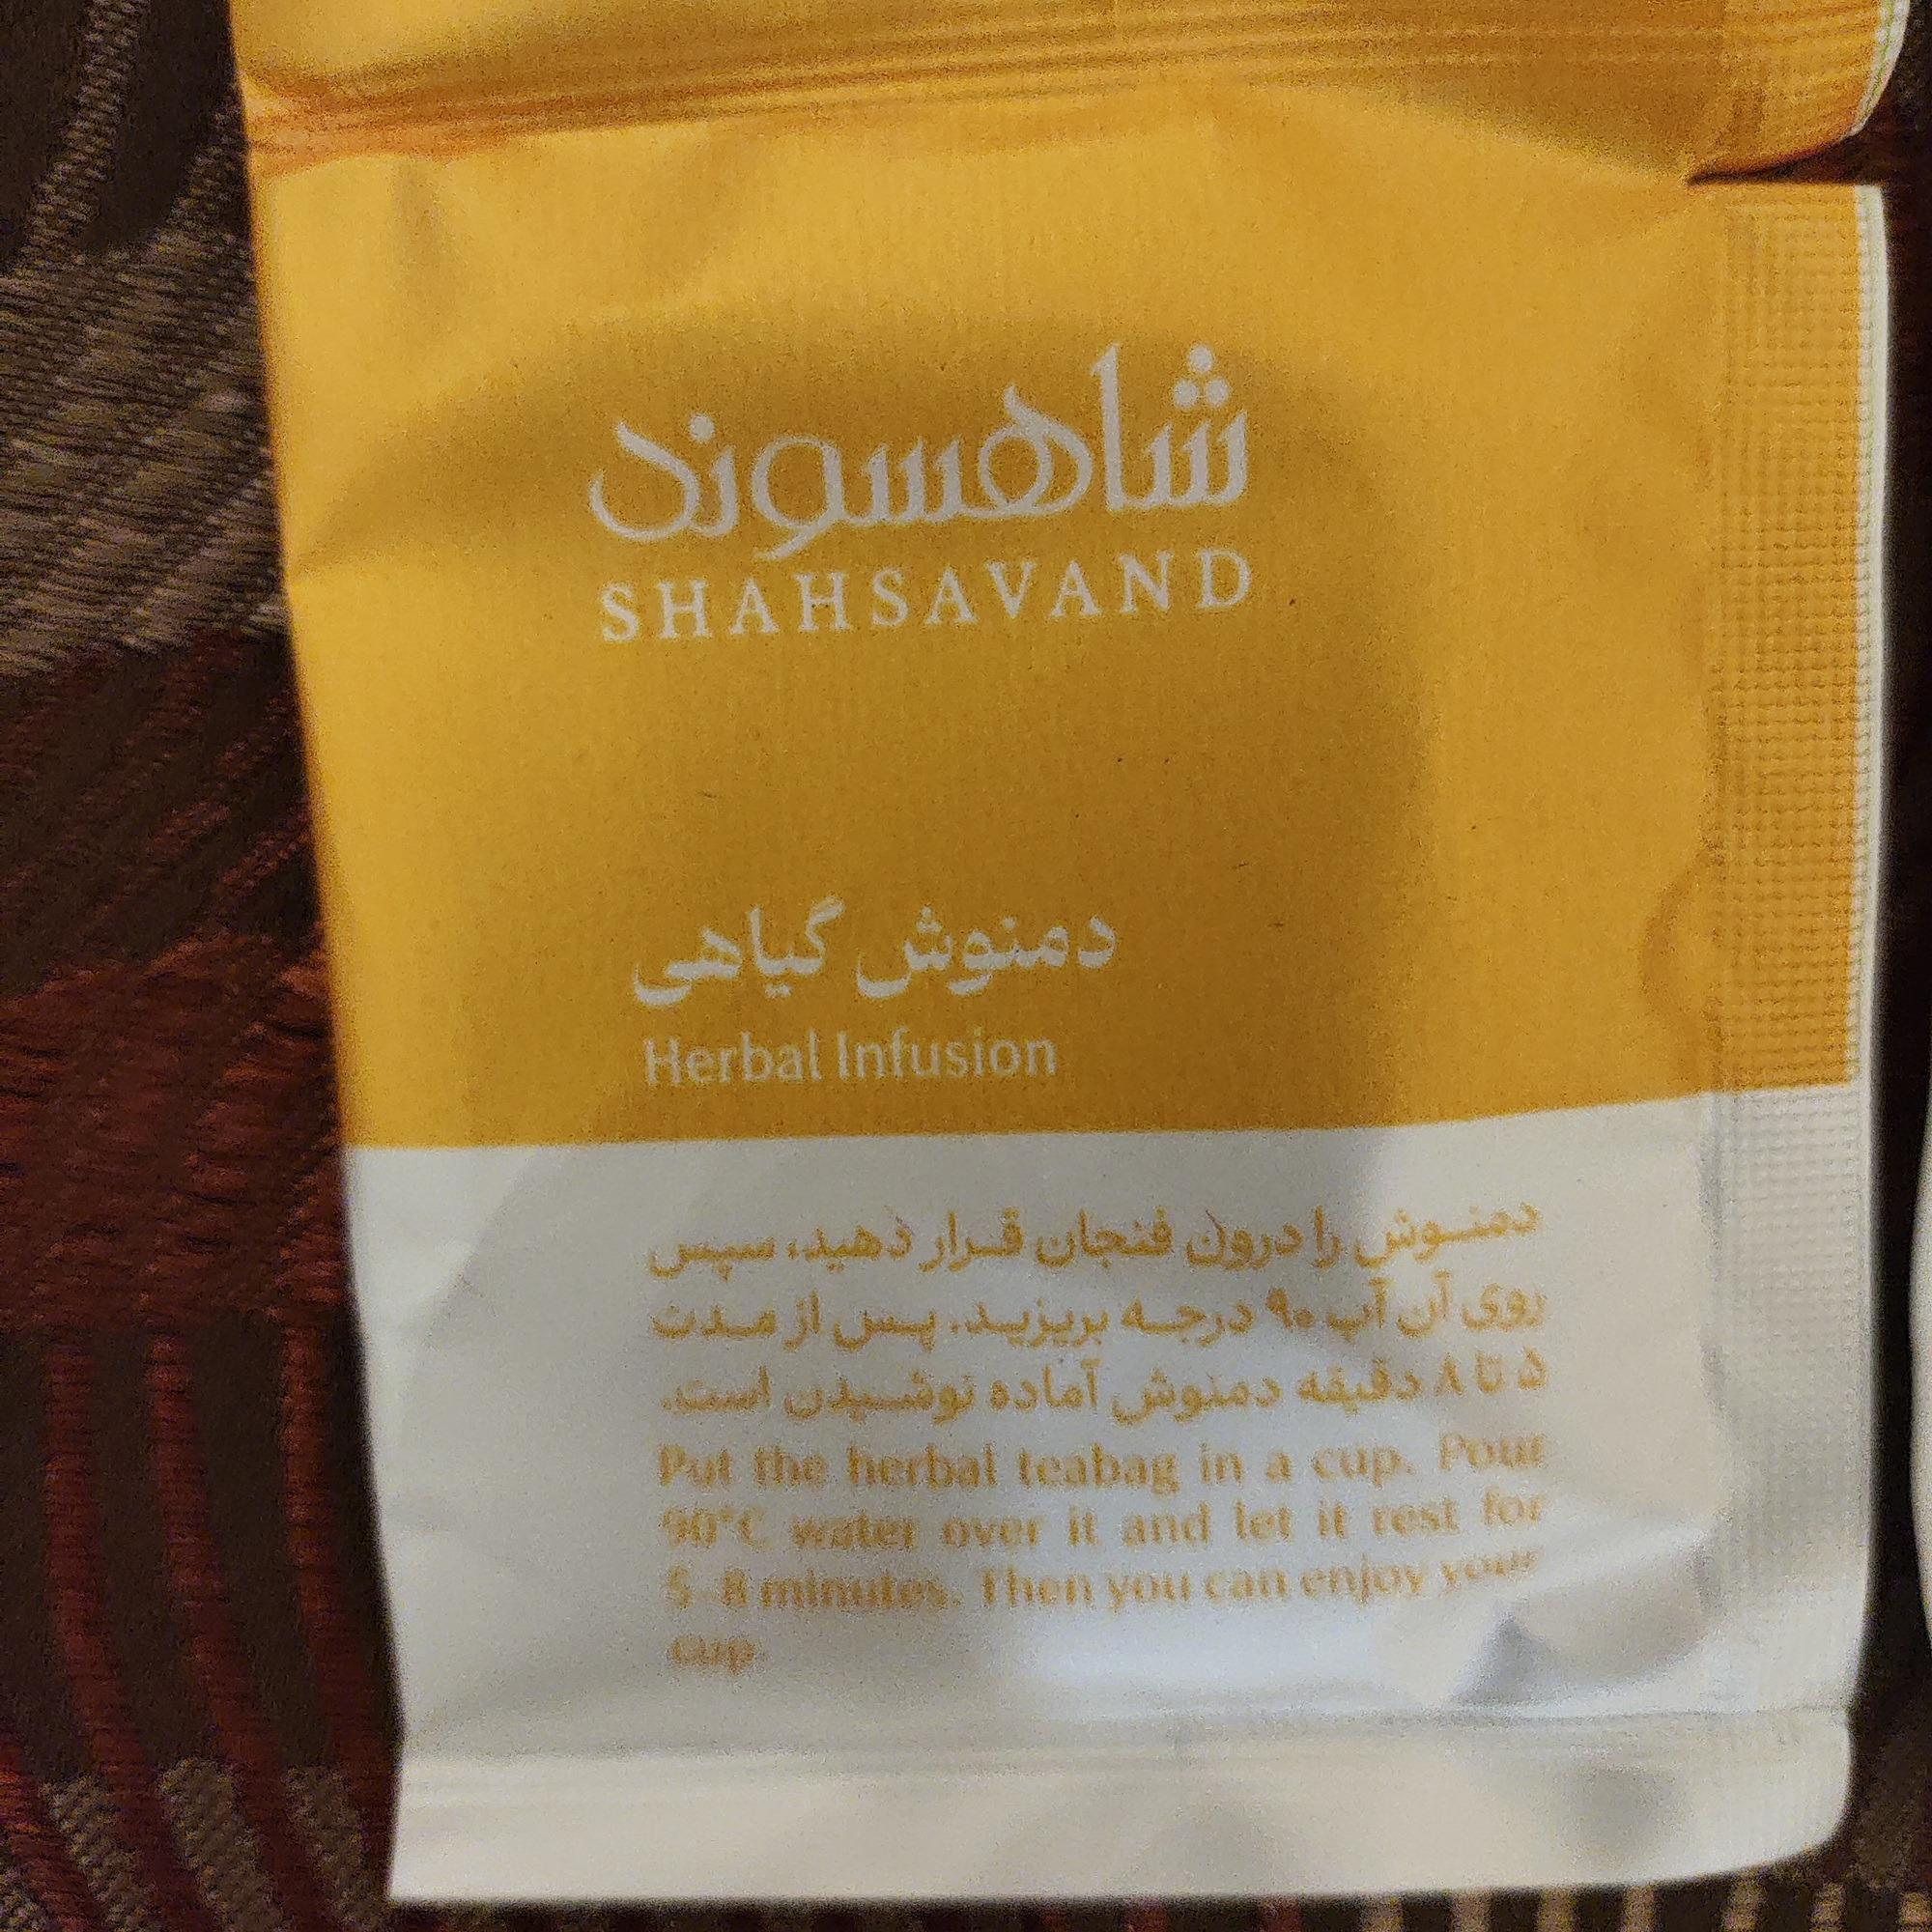 شاهسوند
SHAHSAVAND
دمنوش گیاهی
Herbal Infusion
دمنوش را درون فنجان قرار دهید، سپس
روی آن آب ۹۰ درجه بریزید. پس از مدت
۵ تا ۸ دقیقه دمنوش آماده نوشیدن است.
Put the herbal teabag in a cup. Pour
90°C water over it and let it rest for
5-8 minutes. Then you can enjoy your
cup